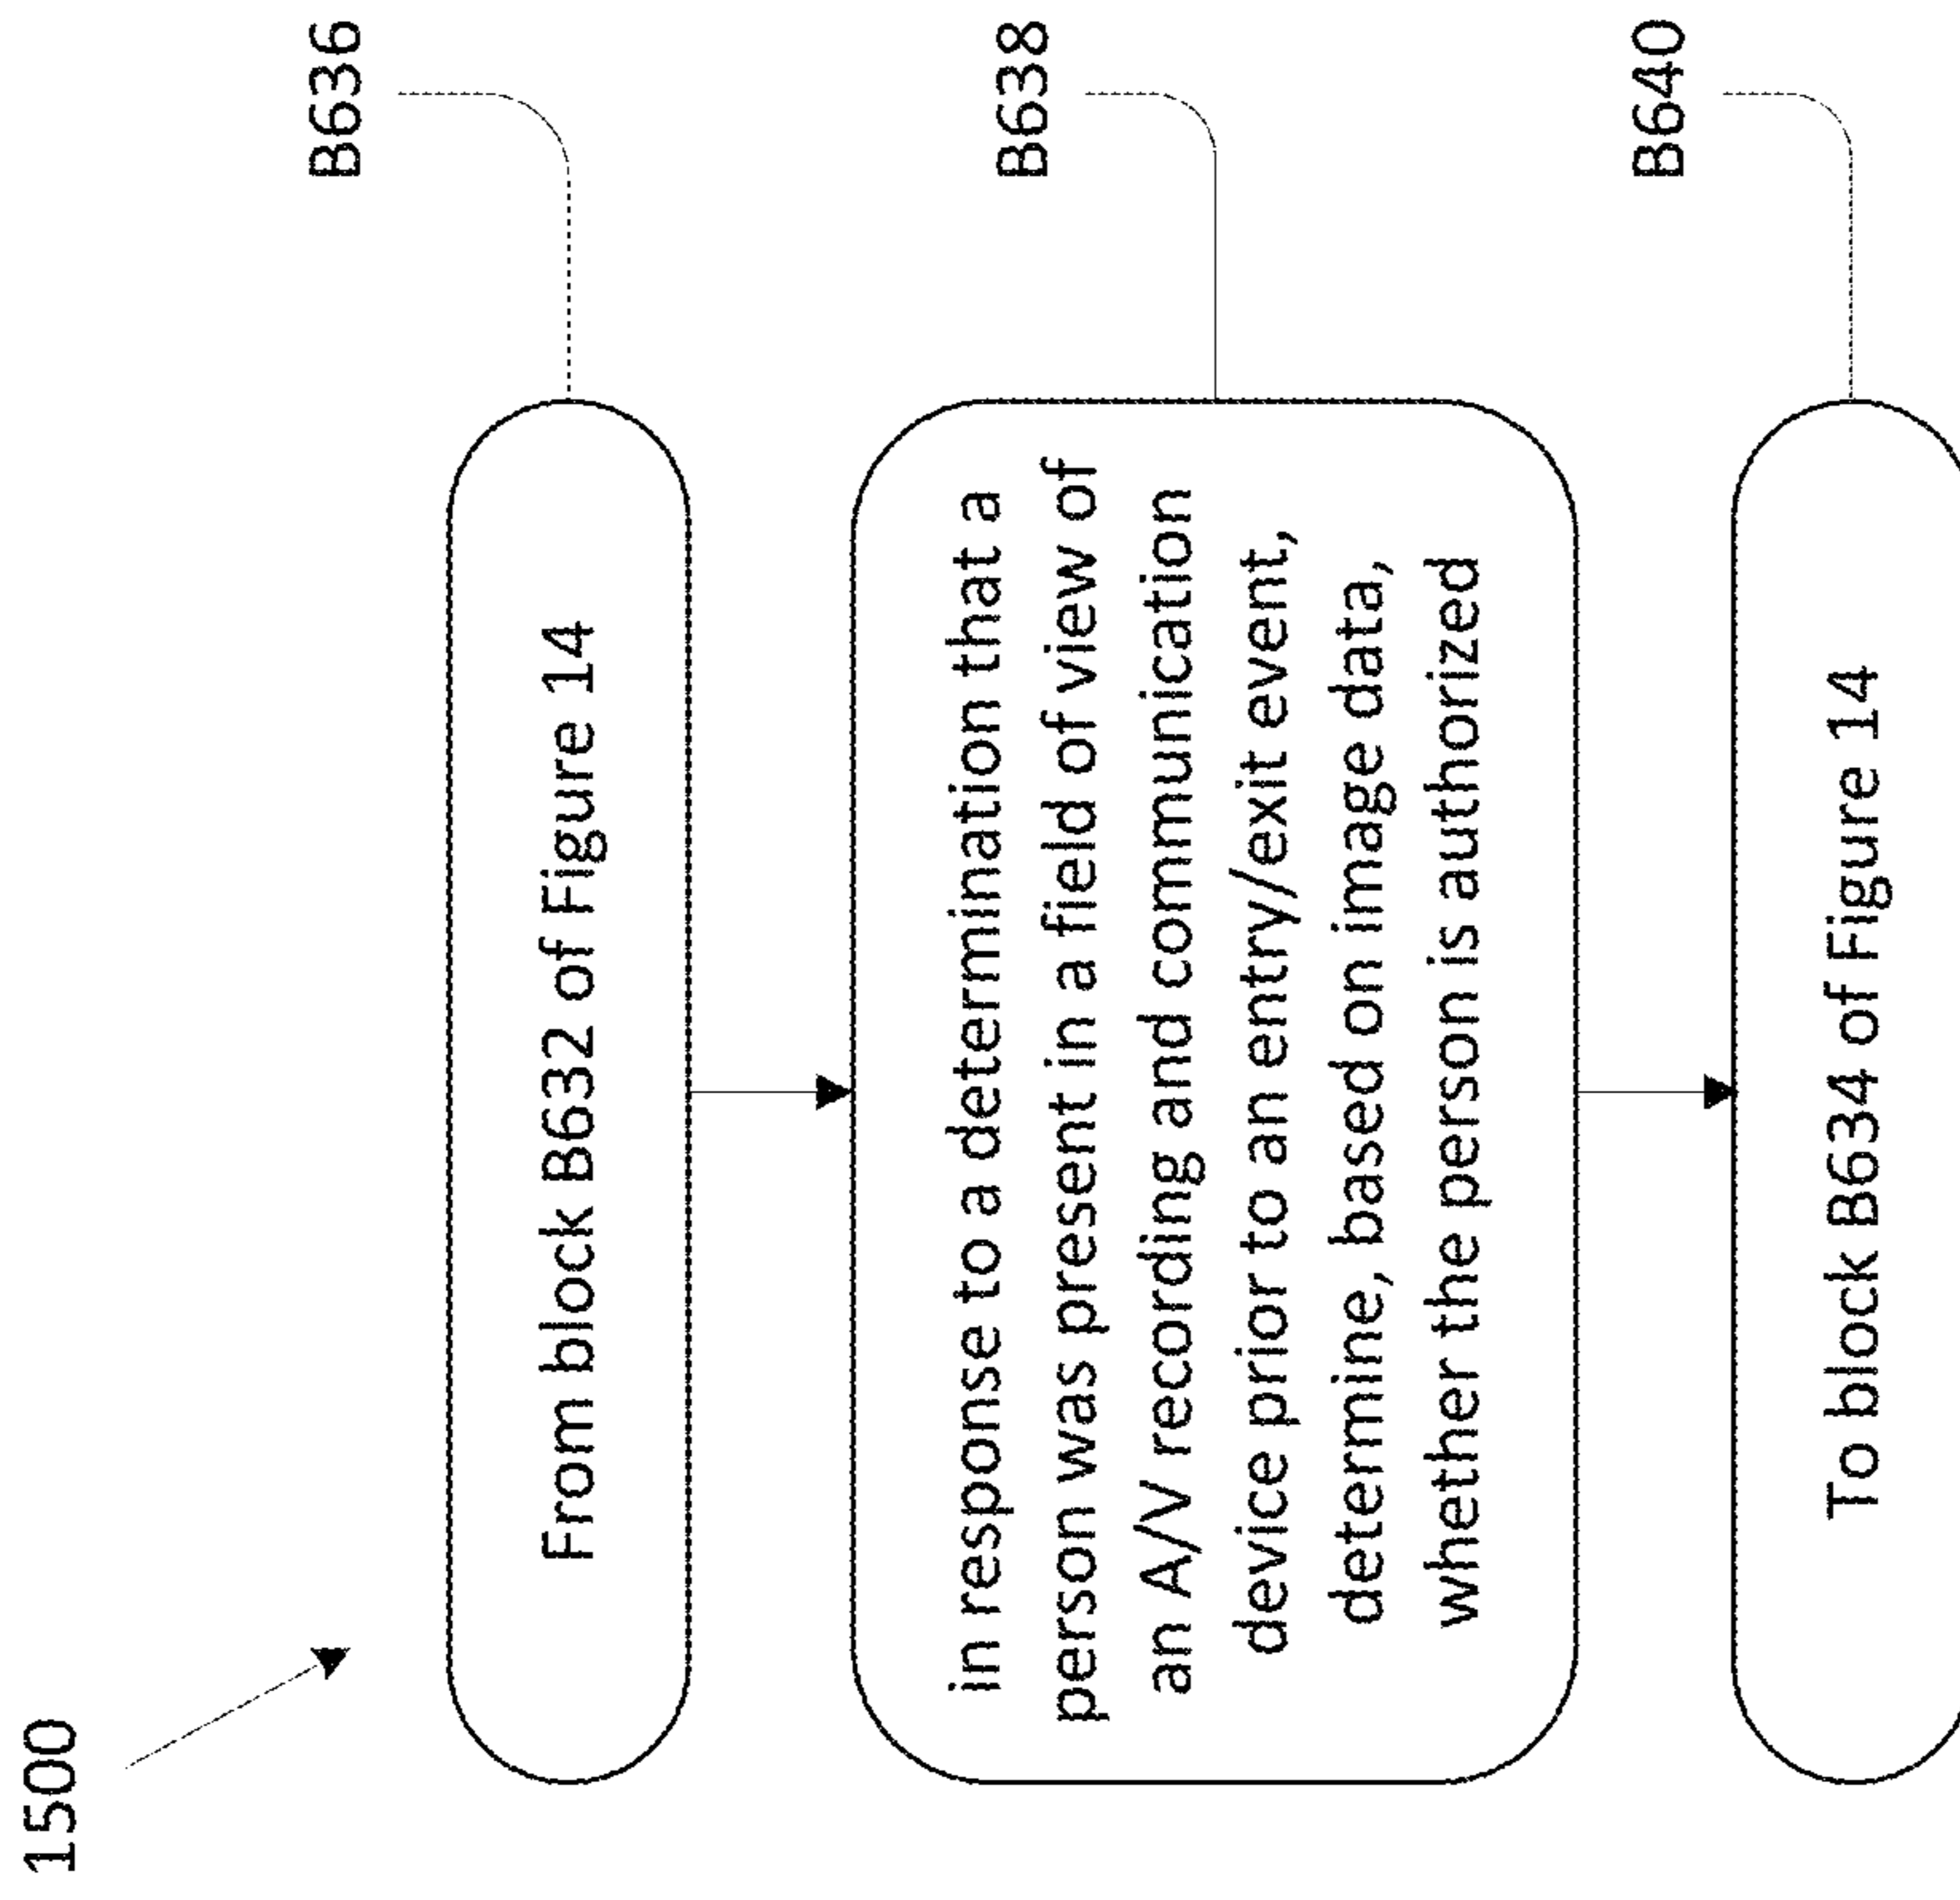 1500
B636
From block B632 of Figure 14
B638
in response to a determination that a
person was present in a field of view of
an A/V recording and communication
device prior to an entry/exit event,
determine, based on image data,
whether the person is authorized
B640
To block B634 of Figure 14